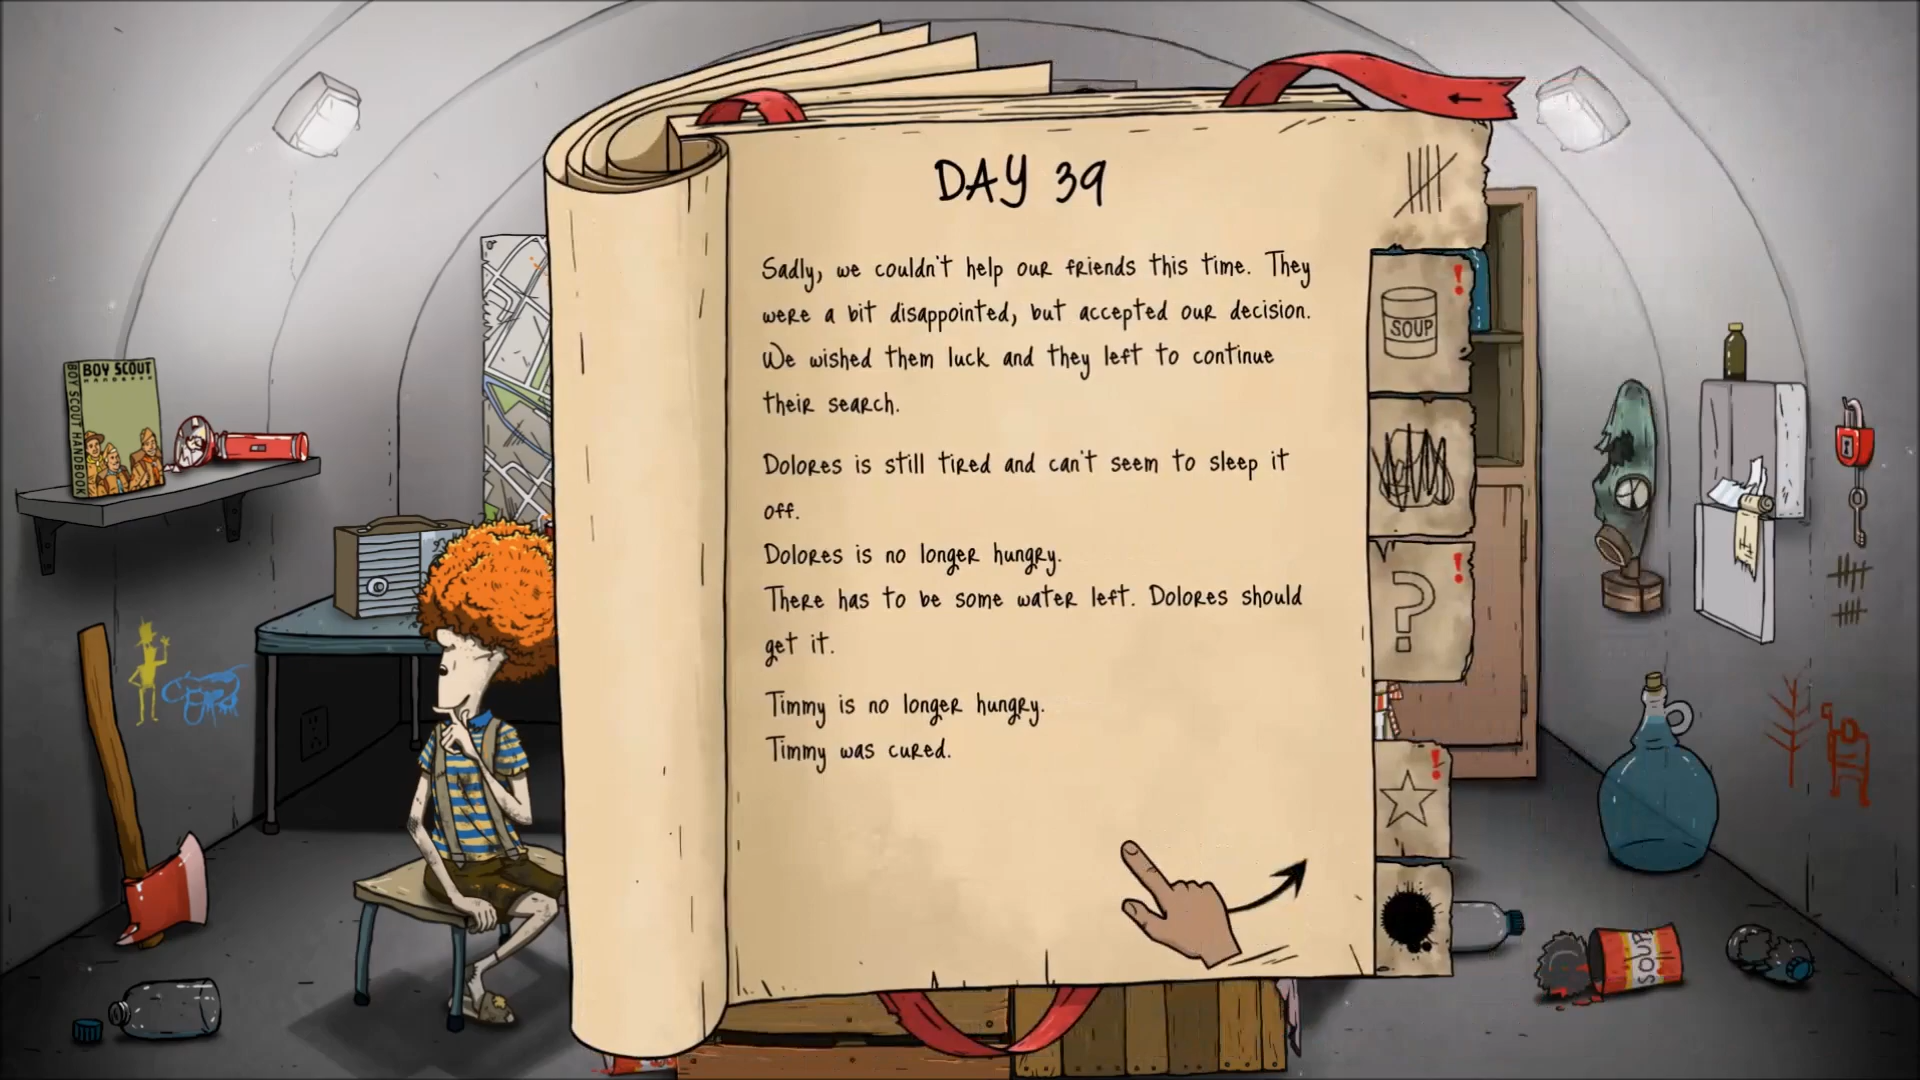 DAY 39
Sadly, we couldn't help our friends this time. They
were a bit disappointed, but accepted our decision.
We wished them luck and they left to continue
their search.
Dolores is still tired and can't seem to sleep it
off.
Dolores is no longer hungry.
There has to be some water left. Dolores should
get it.
Timmy is no longer hungry.
Timmy was cured.
SOUP
!
!
?
!
BOY SCOUT
HANDBOOK
BOY SCOUT HANDBOOK
SOUP